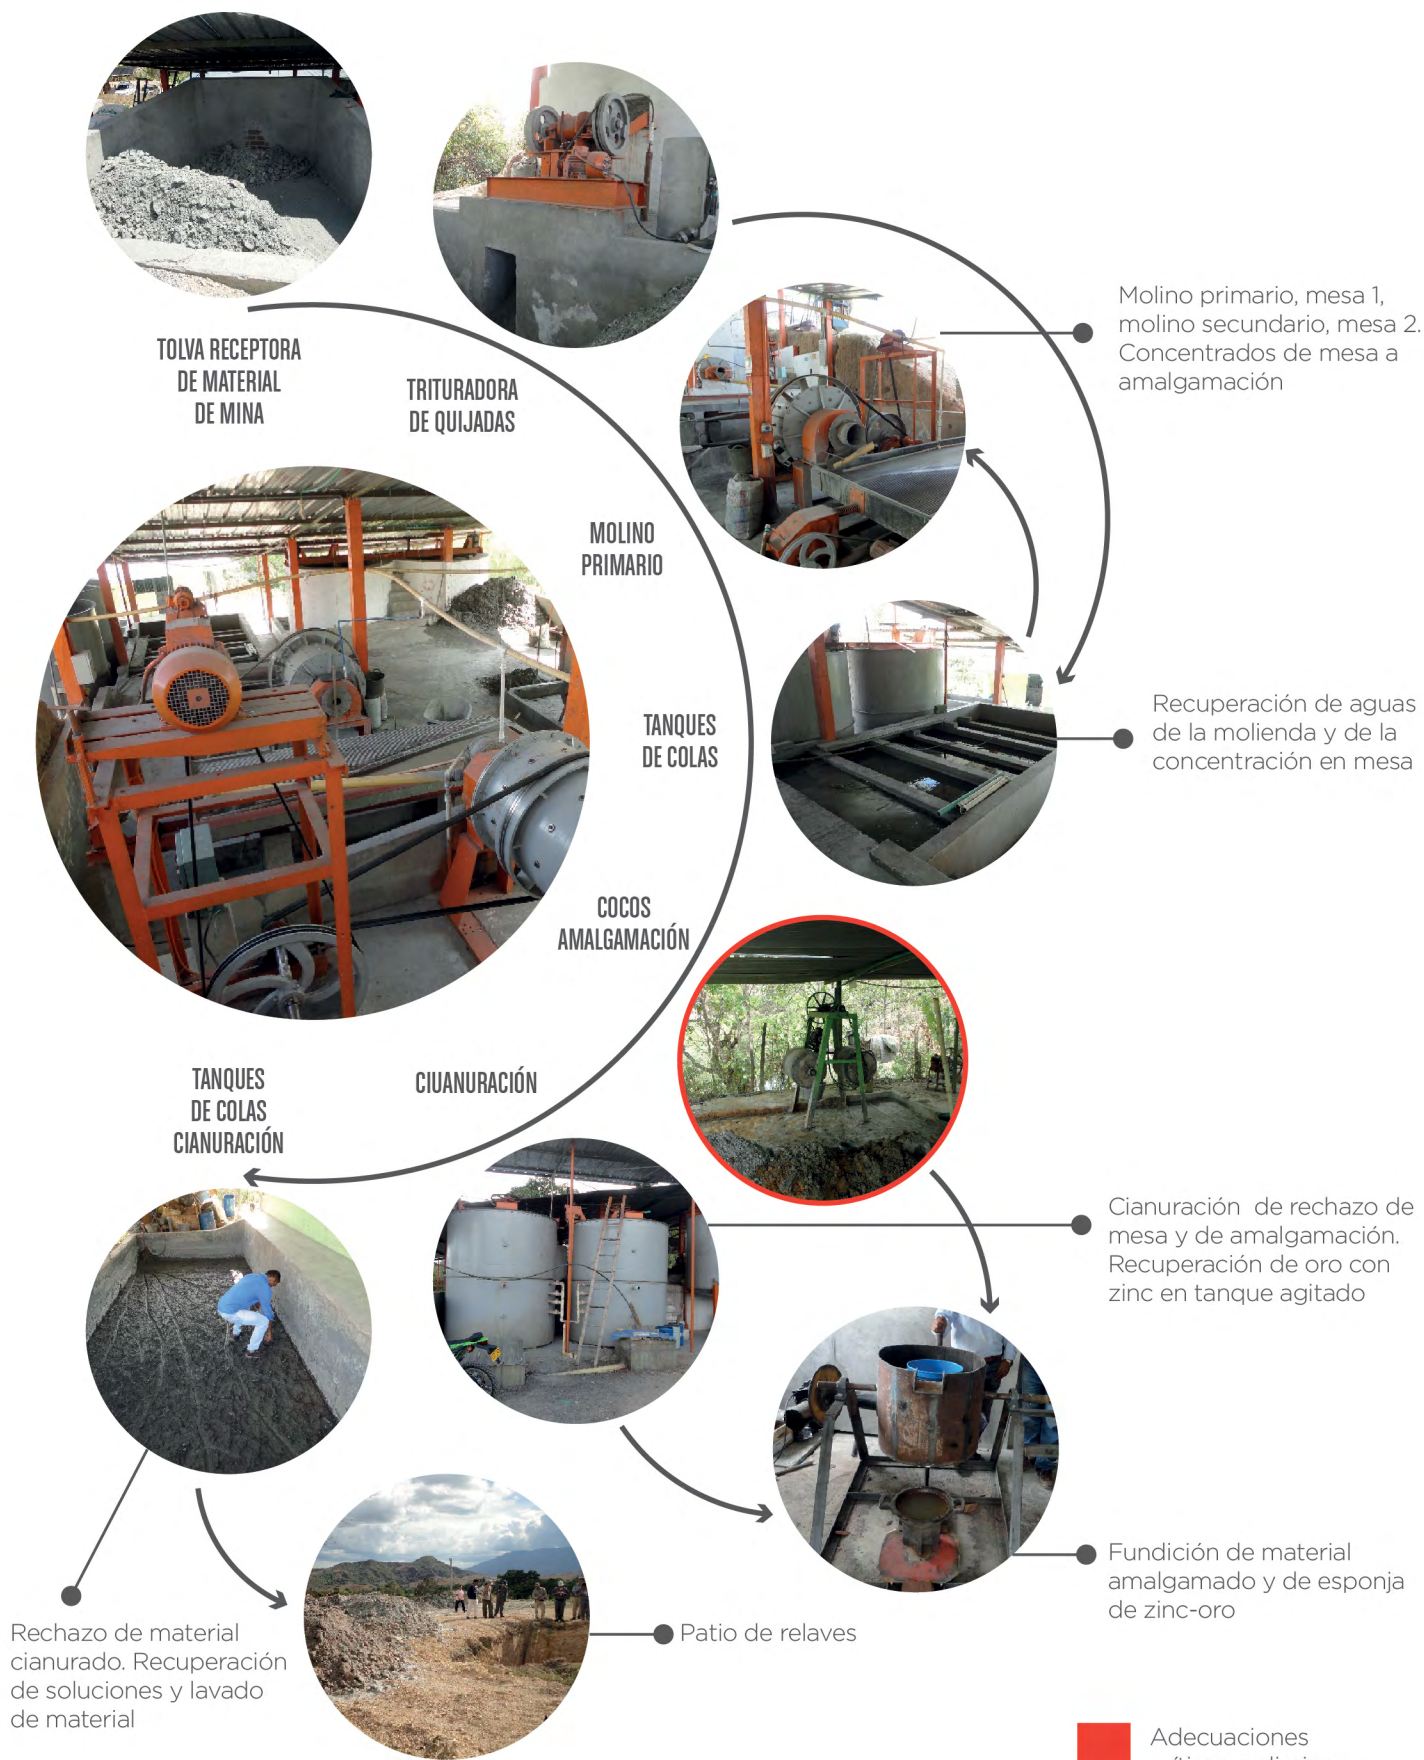 TOLVA RECEPTORA
DE MATERIAL
DE MINA
TRITURADORA
DE QUIJADAS
MOLINO
PRIMARIO
TANQUES
DE COLAS
COCOS
AMALGAMACIÓN
CIUANURACIÓN
TANQUES
DE COLAS
CIANURACIÓN
Molino primario, mesa 1,
molino secundario, mesa 2.
Concentrados de mesa a
amalgamación
Recuperación de aguas
de la molienda y de la
concentración en mesa
Cianuración de rechazo de
mesa y de amalgamación.
Recuperación de oro con
zinc en tanque agitado
Fundición de material
amalgamado y de esponja
de zinc-oro
Patio de relaves
Rechazo de material
cianurado. Recuperación
de soluciones y lavado
de material
Adecuaciones